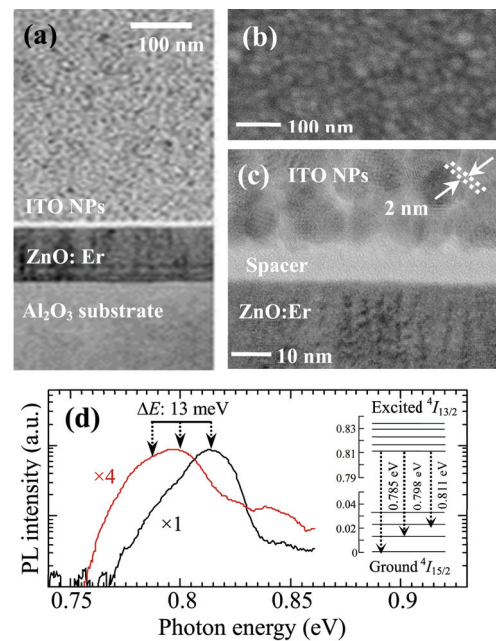 (a)
100 nm
ITO NPs
ZnO: Er
Al₂O₃ substrate
(b)
100 nm
(c)
ITO NPs
2 nm
Spacer
ZnO:Er
10 nm
(d)
ΔE: 13 meV
×4
×1
PL intensity (a.u.)
0.75 0.8 0.85 0.9
Photon energy (eV)
Excited ⁴I₁₃/₂
0.83
0.81
0.79
0.04
0.02
0
0.785 eV
0.798 eV
0.811 eV
Ground ⁴I₁₅/₂